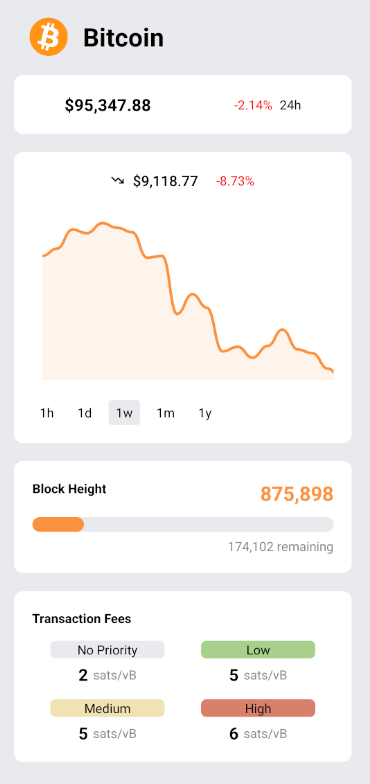 Bitcoin
$95,347.88 -2.14% 24h
$9,118.77 -8.73%
1h 1d 1w 1m 1y
Block Height 875,898
174,102 remaining
Transaction Fees
No Priority Low
2 sats/vB 5 sats/vB
Medium High
5 sats/vB 6 sats/vB